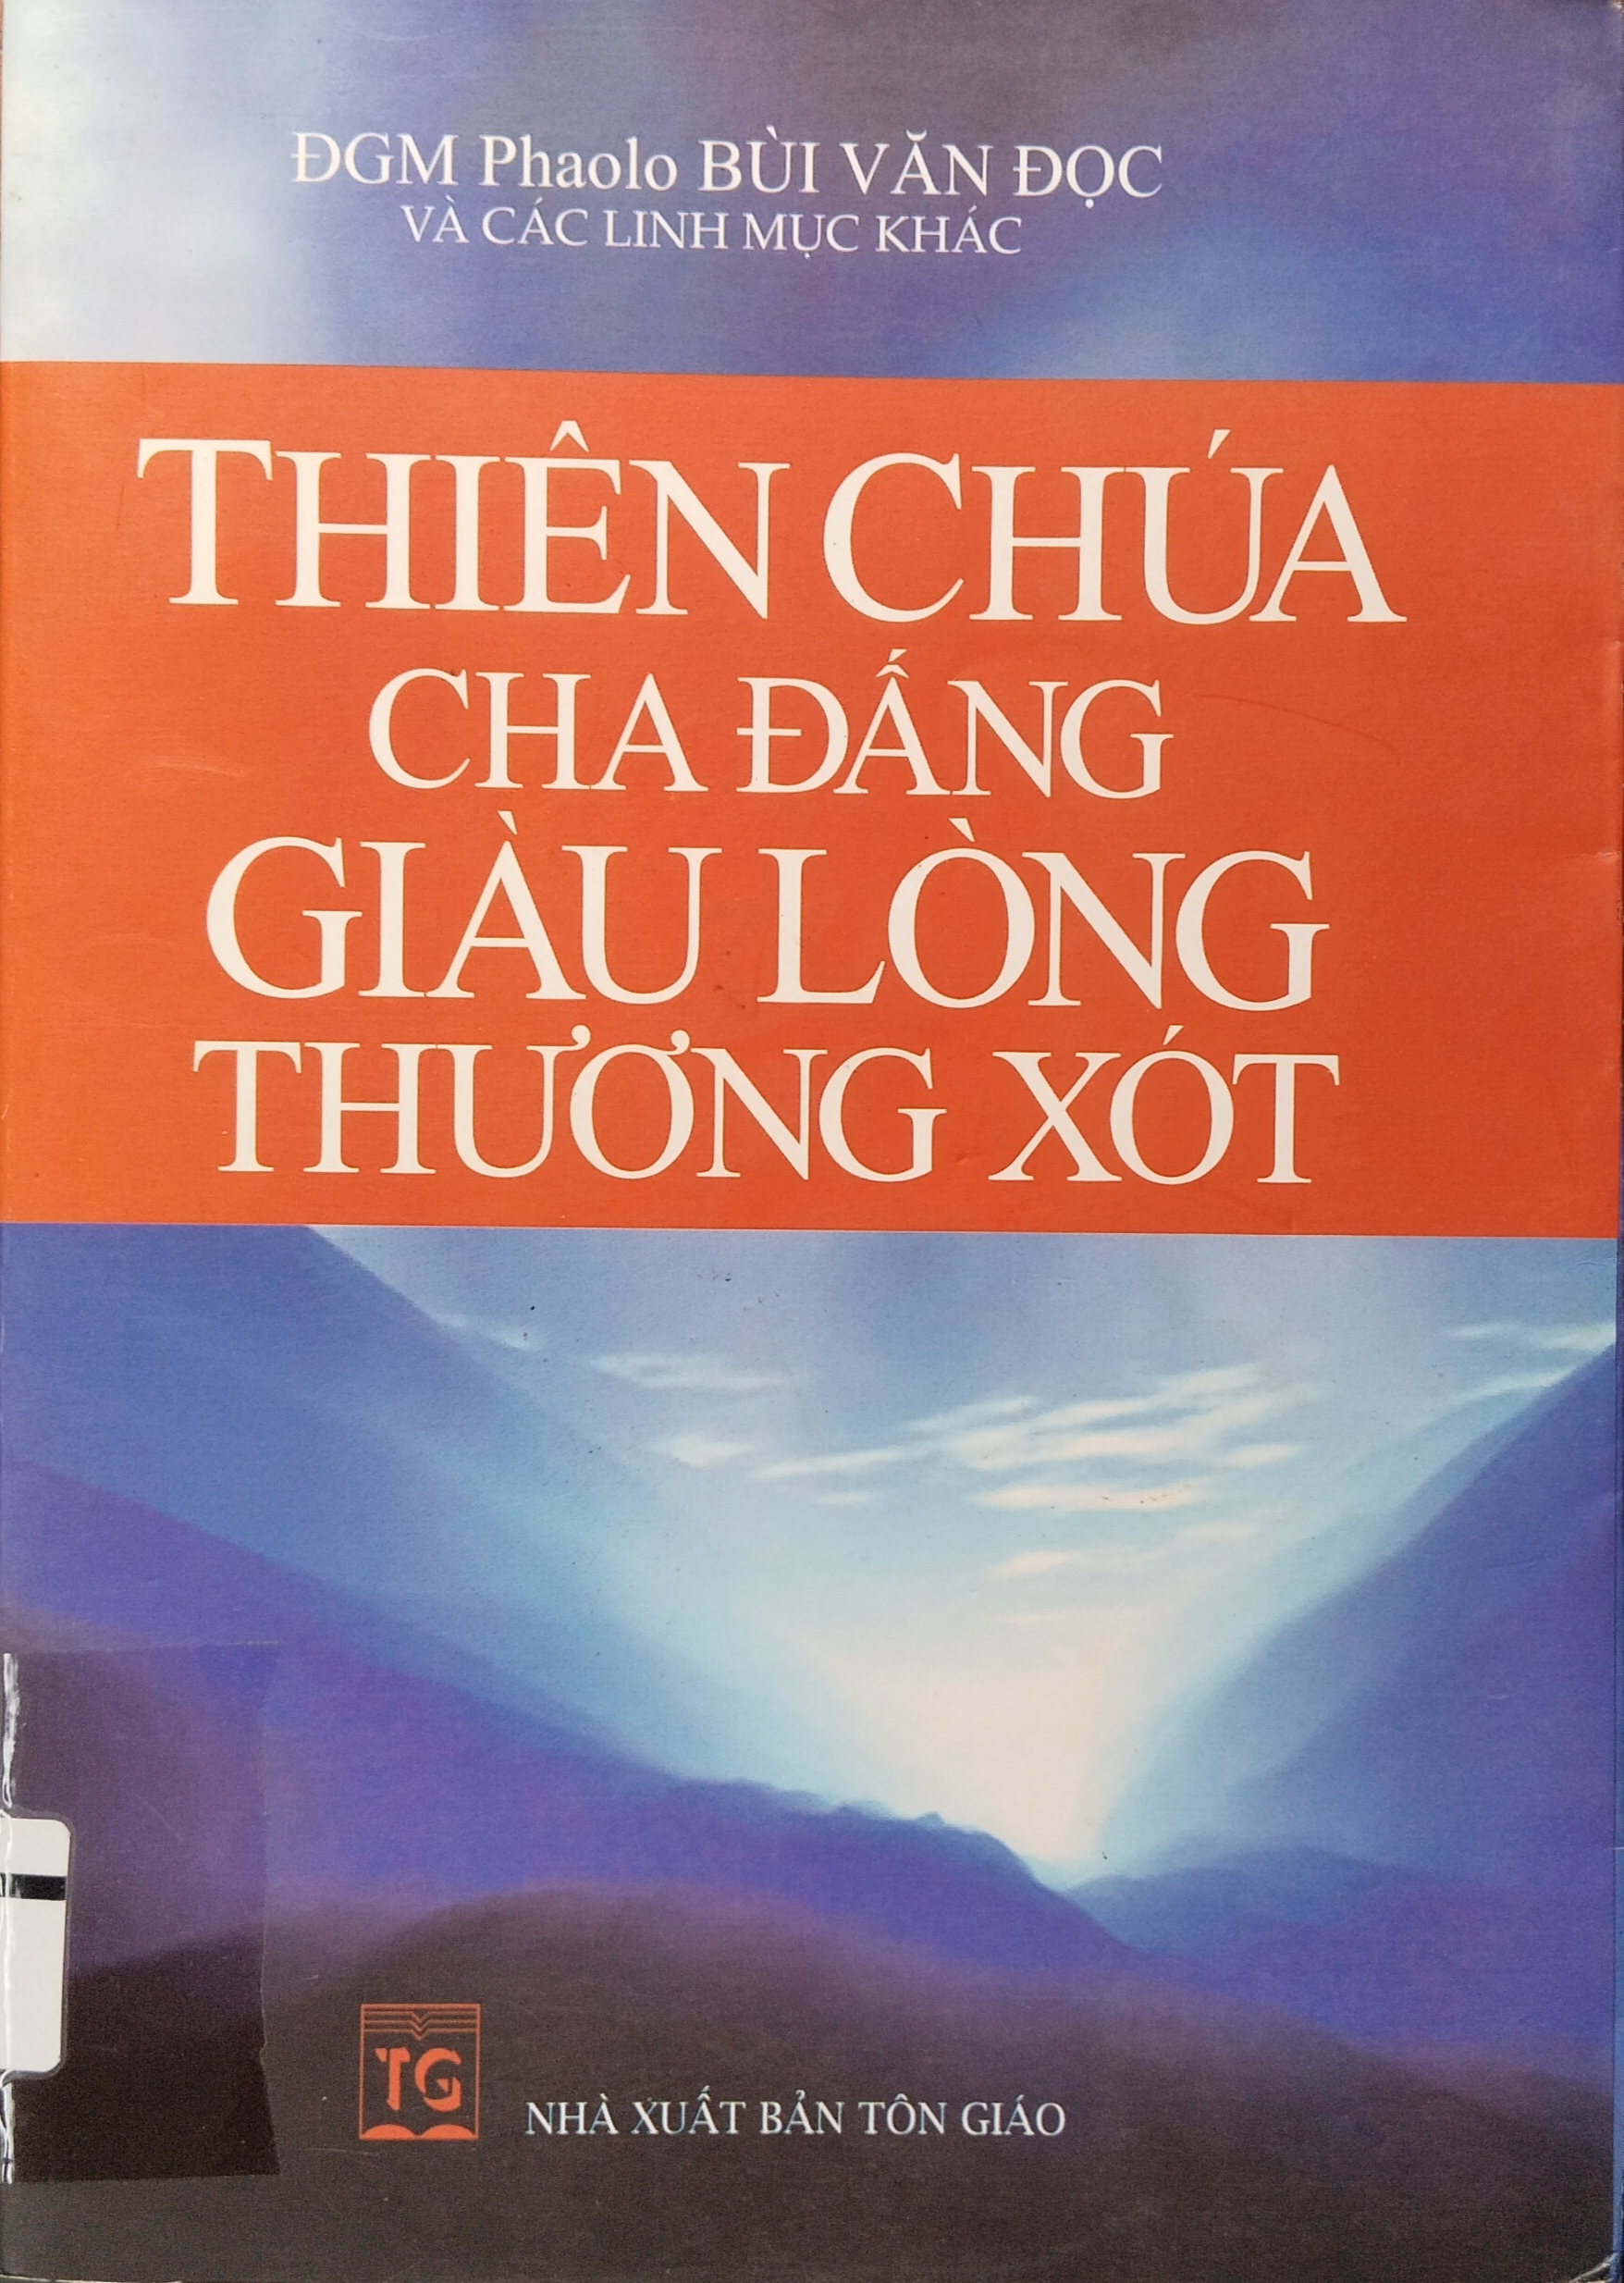 ĐGM Phaolo BÙI VĂN ĐỌC
VÀ CÁC LINH MỤC KHÁC
THIÊN CHÚA
CHA ĐẤNG
GIÀU LÒNG
THƯƠNG XÓT
TG
NHÀ XUẤT BẢN TÔN GIÁO